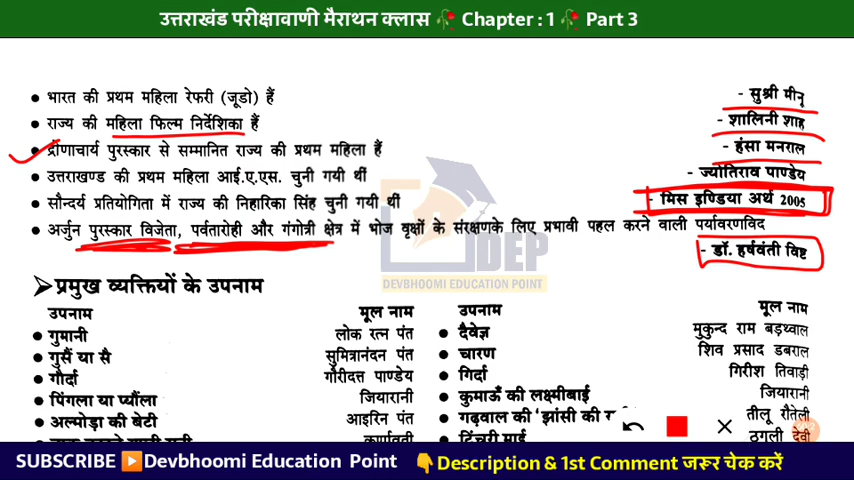 उत्तराखंड परीक्षावाणी मैराथन क्लास 🥀 Chapter : 1 🥀 Part 3
● भारत की प्रथम महिला रेफरी (जूडो) हैं - सुश्री मीनू
● राज्य की महिला फिल्म निर्देशिका हैं - शालिनी शाह
● द्रोणाचार्य पुरस्कार से सम्मानित राज्य की प्रथम महिला हैं - हंसा मनराल
● उत्तराखण्ड की प्रथम महिला आई.ए.एस. चुनी गयी थीं - ज्योतिराव पाण्डेय
● सौन्दर्य प्रतियोगिता में राज्य की निहारिका सिंह चुनी गयी थीं - मिस इण्डिया अर्थ 2005
● अर्जुन पुरस्कार विजेता, पर्वतारोही और गंगोत्री क्षेत्र में भोज वृक्षों के संरक्षणके लिए प्रभावी पहल करने वाली पर्यावरणविद
- डॉ. हर्षवंती विष्ट
DEP
DEVBHOOMI EDUCATION POINT
➢ प्रमुख व्यक्तियों के उपनाम
उपनाम मूल नाम उपनाम मूल नाम
● गुमानी लोक रत्न पंत ● दैवेज्ञ मुकुन्द राम बड़थ्वाल
● गुसैं या सै सुमित्रानंदन पंत ● चारण शिव प्रसाद डबराल
● गौर्दा गौरीदत्त पाण्डेय ● गिर्दा गिरीश तिवाड़ी
● पिंगला या प्यौंला जियारानी ● कुमाऊँ की लक्ष्मीबाई जियारानी
● अल्मोड़ा की बेटी आइरिन पंत ● गढ़वाल की 'झांसी की तीलू रौतेली
कर्णावती ● टिंचरी माई ठगुली देवी
SUBSCRIBE ▶️Devbhoomi Education Point 👇Description & 1st Comment जरूर चेक करें